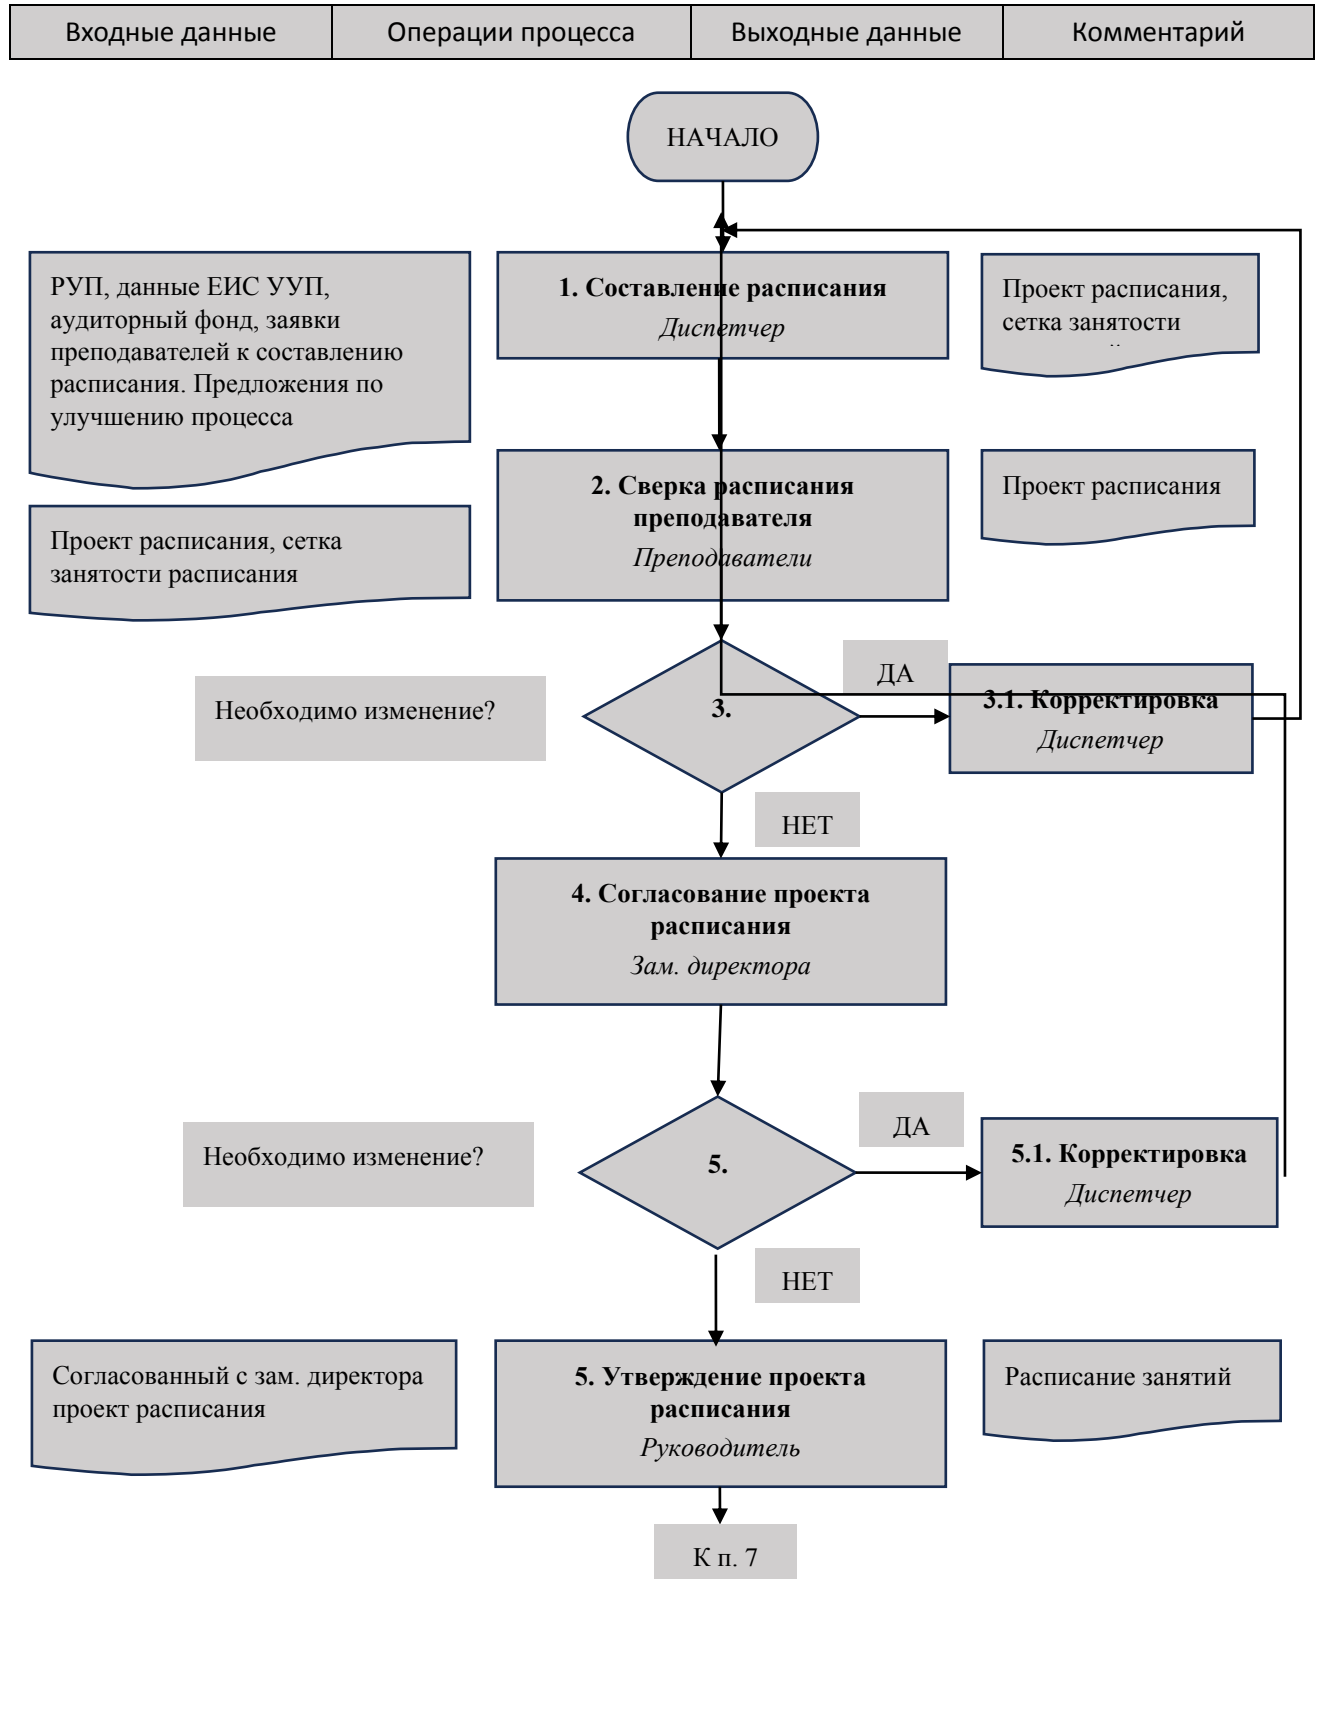 Входные данные
Операции процесса
Выходные данные
Комментарий
НАЧАЛО
РУП, данные ЕИС УУП,
аудиторный фонд, заявки
преподавателей к составлению
расписания. Предложения по
улучшению процесса
1. Составление расписания
Диспетчер
Проект расписания,
сетка занятости
Проект расписания, сетка
занятости расписания
2. Сверка расписания
преподавателя
Преподаватели
Проект расписания
Необходимо изменение?
3.
ДА
3.1. Корректировка
Диспетчер
НЕТ
4. Согласование проекта
расписания
Зам. директора
Необходимо изменение?
5.
ДА
5.1. Корректировка
Диспетчер
НЕТ
Согласованный с зам. директора
проект расписания
5. Утверждение проекта
расписания
Руководитель
Расписание занятий
К п. 7